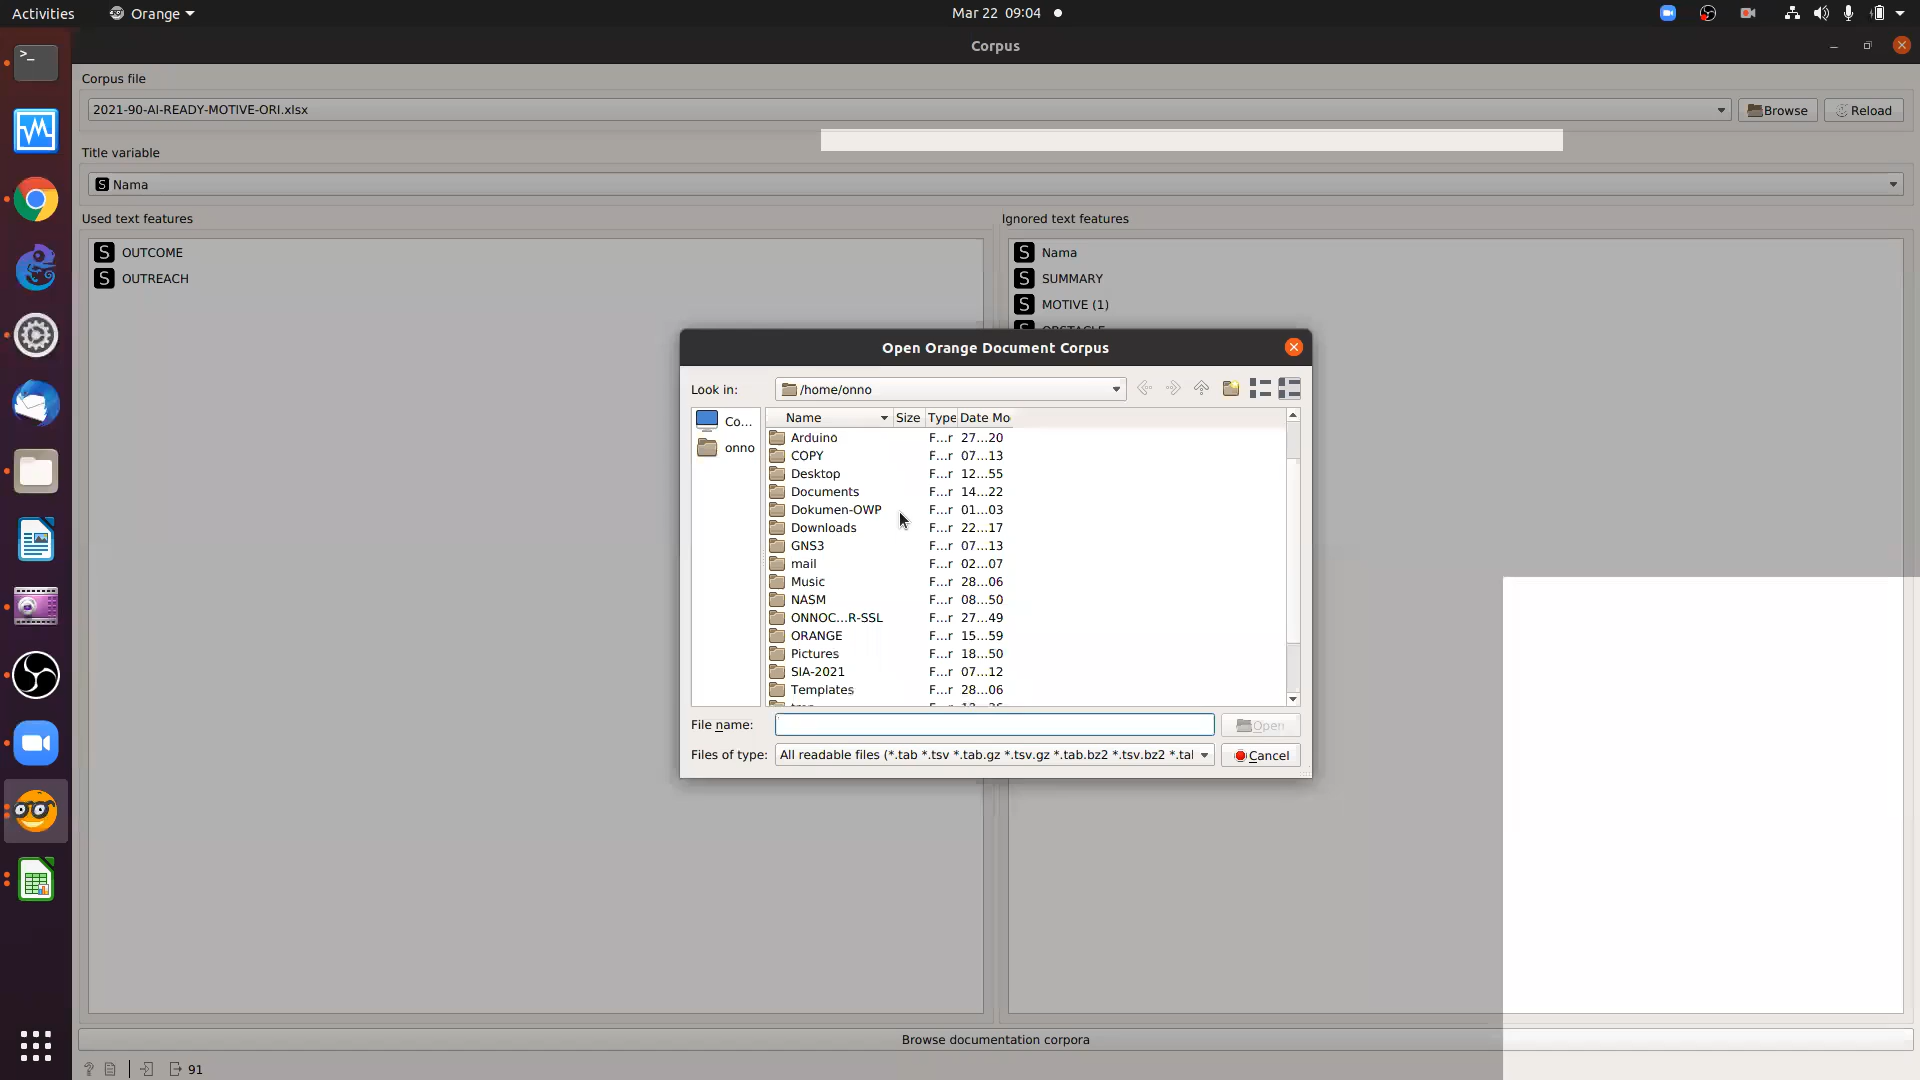 Activities Orange Mar 22 09:04
Corpus
Corpus file
2021-90-AI-READY-MOTIVE-ORI.xlsx Browse Reload
Title variable
S Nama
Used text features Ignored text features
S OUTCOME S Nama
S OUTREACH S SUMMARY
S MOTIVE (1)
Open Orange Document Corpus
Look in: /home/onno
Co... Name Size Type Date Mo
onno
Arduino F...r 27...20
COPY F...r 07...13
Desktop F...r 12...55
Documents F...r 14...22
Dokumen-OWP F...r 01...03
Downloads F...r 22...17
GNS3 F...r 07...13
mail F...r 02...07
Music F...r 28...06
NASM F...r 08...50
ONNOC...R-SSL F...r 27...49
ORANGE F...r 15...59
Pictures F...r 18...50
SIA-2021 F...r 07...12
Templates F...r 28...06
File name: Open
Files of type: All readable files (*.tab *.tsv *.tab.gz *.tsv.gz *.tab.bz2 *.tsv.bz2 *.tal Cancel
Browse documentation corpora
? 91